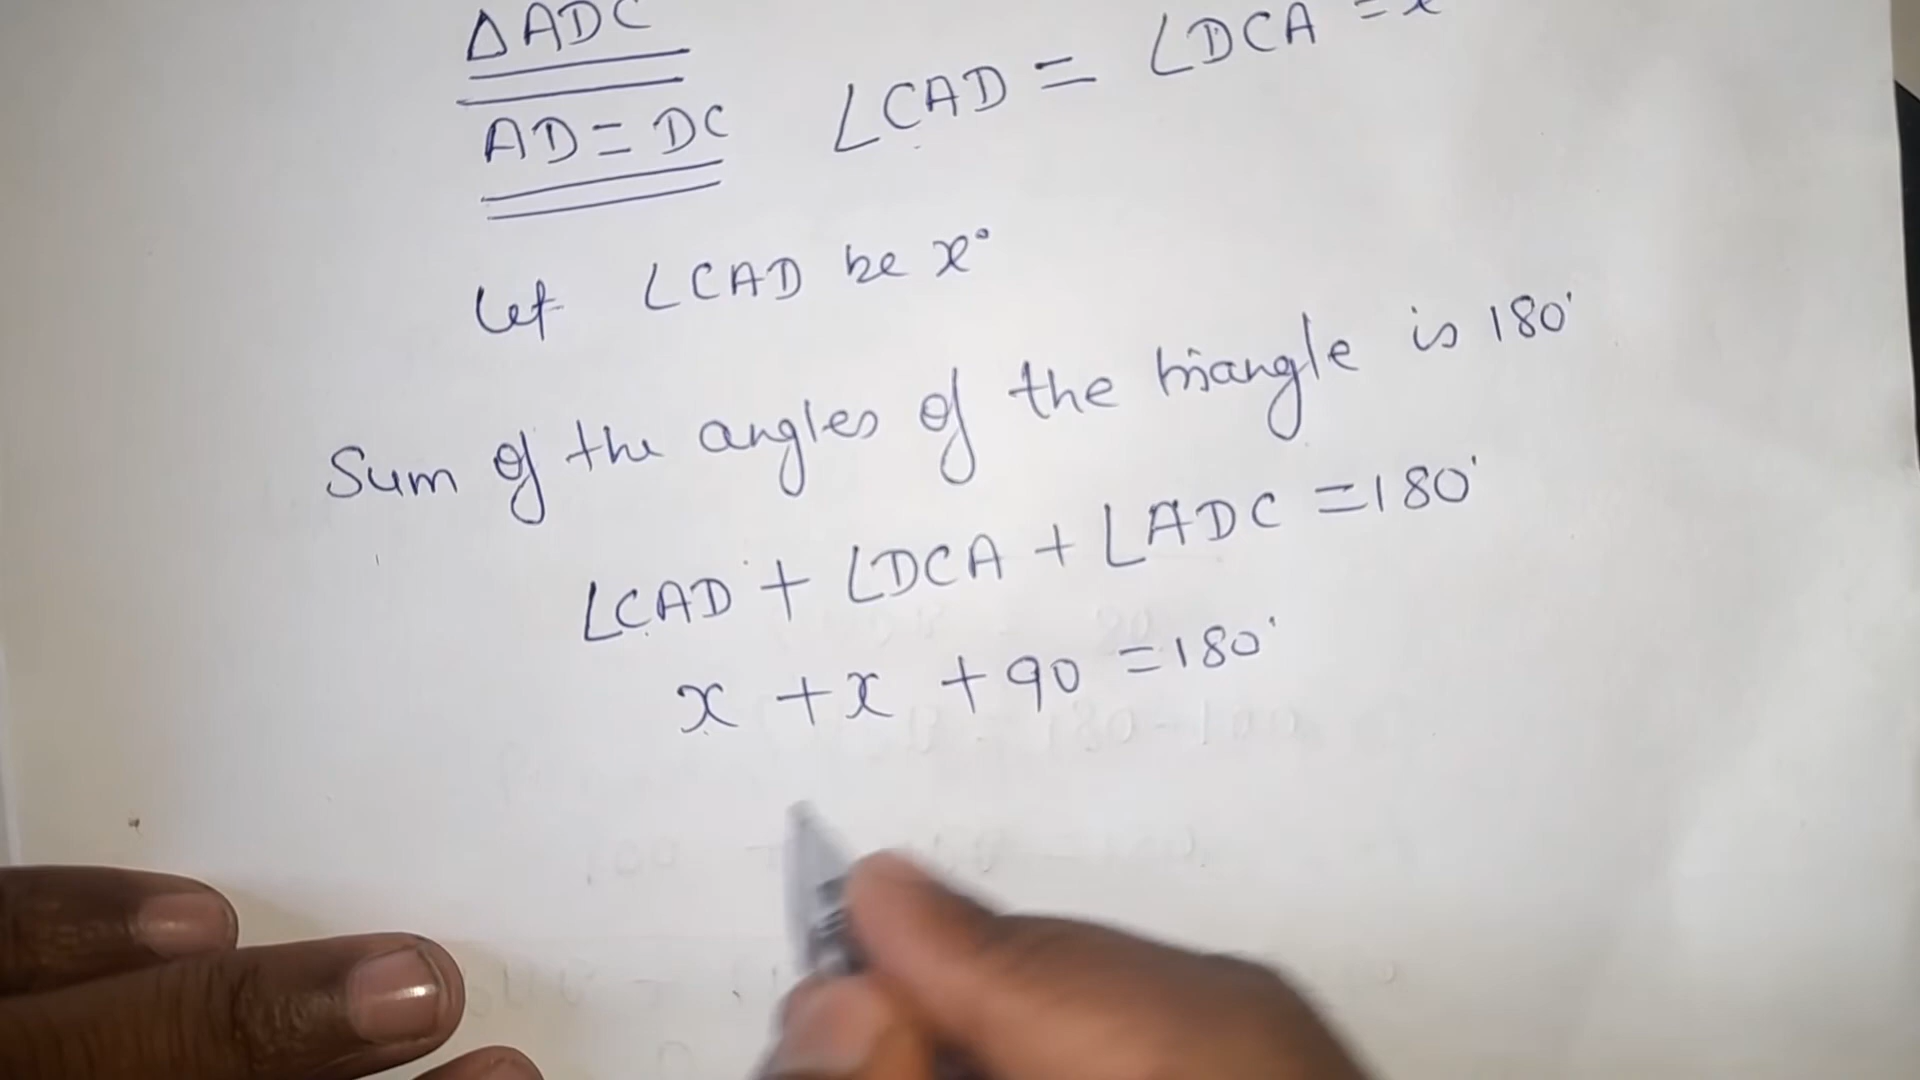 △ADC
AD = DC ∠CAD = ∠DCA = x
Let ∠CAD be x°
Sum of the angles of the triangle is 180°
∠CAD + ∠DCA + ∠ADC = 180°
x + x + 90 = 180°